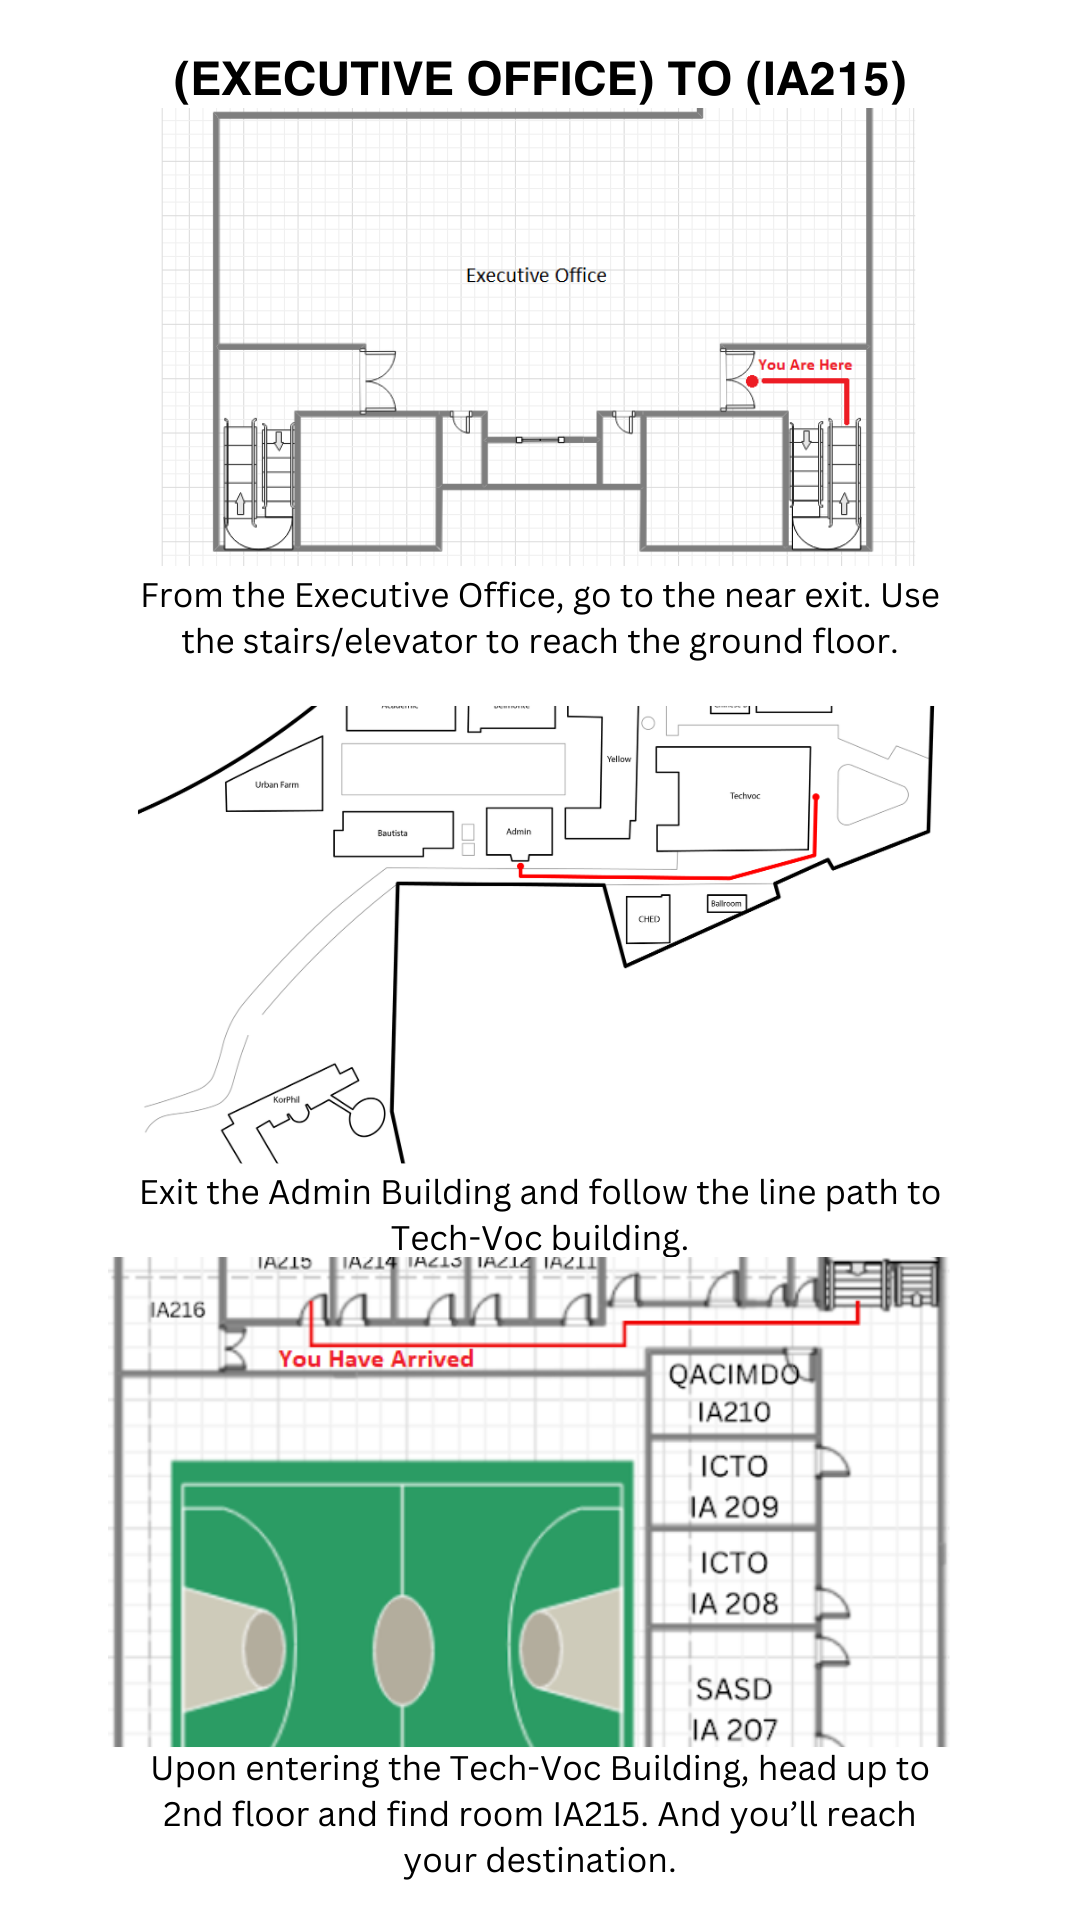 (EXECUTIVE OFFICE) TO (IA215)
Executive Office
You Are Here
From the Executive Office, go to the near exit. Use
the stairs/elevator to reach the ground floor.
Academic
Belmonte
Yellow
Urban Farm
Techvoc
Bautista
Admin
CHED
Ballroom
KorPhil
Exit the Admin Building and follow the line path to
Tech-Voc building.
IA215
IA214
IA213
IA212
IA211
IA216
You Have Arrived
QACIMDO
IA210
ICTO
IA 209
ICTO
IA 208
SASD
IA 207
Upon entering the Tech-Voc Building, head up to
2nd floor and find room IA215. And you’ll reach
your destination.